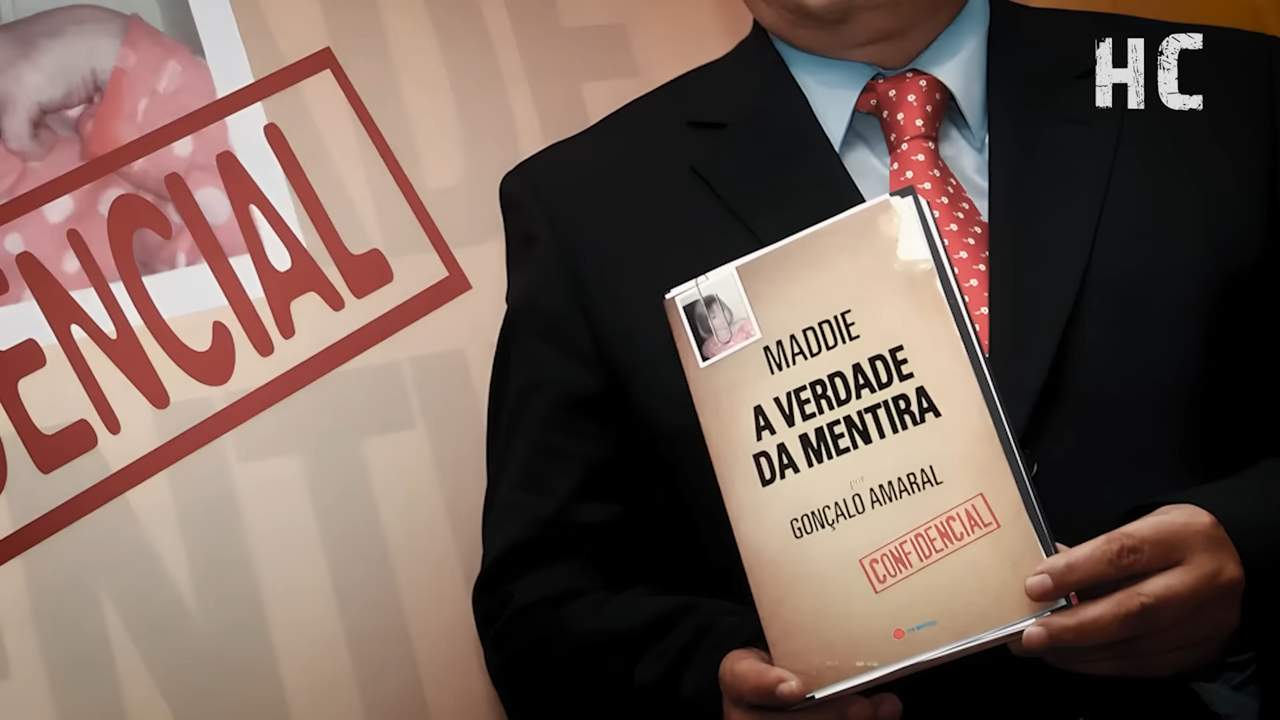 HC
ENCIAL
MADDIE
A VERDADE
DA MENTIRA
por
GONÇALO AMARAL
CONFIDENCIAL